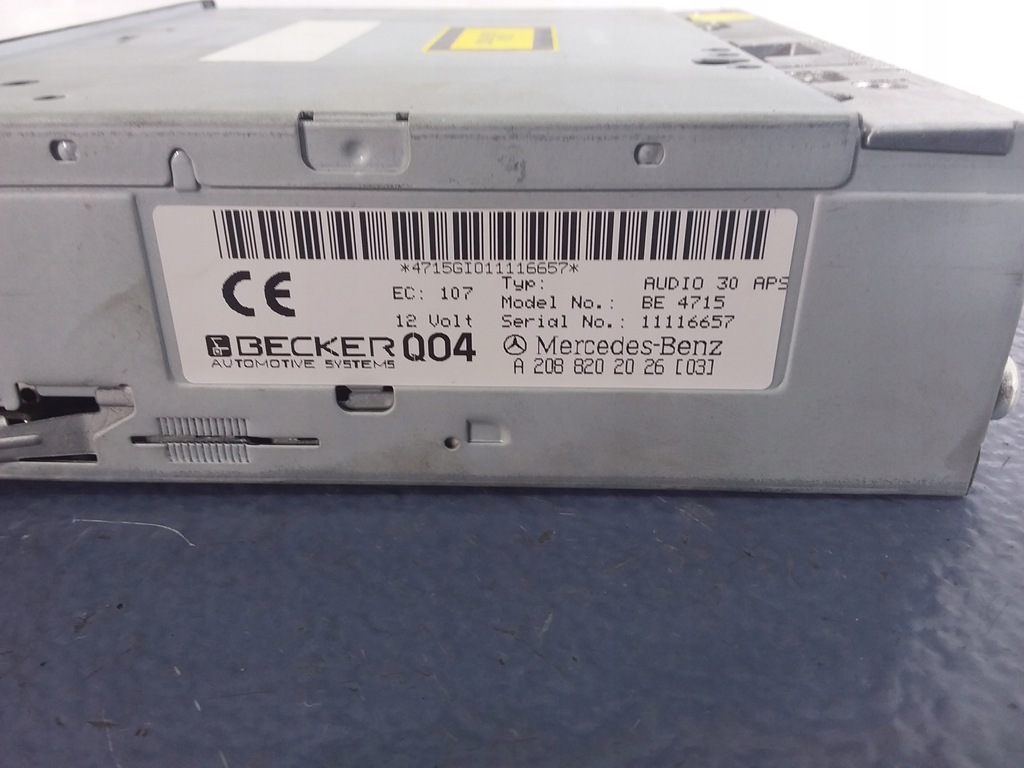 *4715GI011116657*
CE
EC: 107
12 Volt
Typ: AUDIO 30 APS
Model No.: BE 4715
Serial No.: 11116657
BECKER Q04
AUTOMOTIVE SYSTEMS
Mercedes-Benz
A 208 820 20 26 [03]